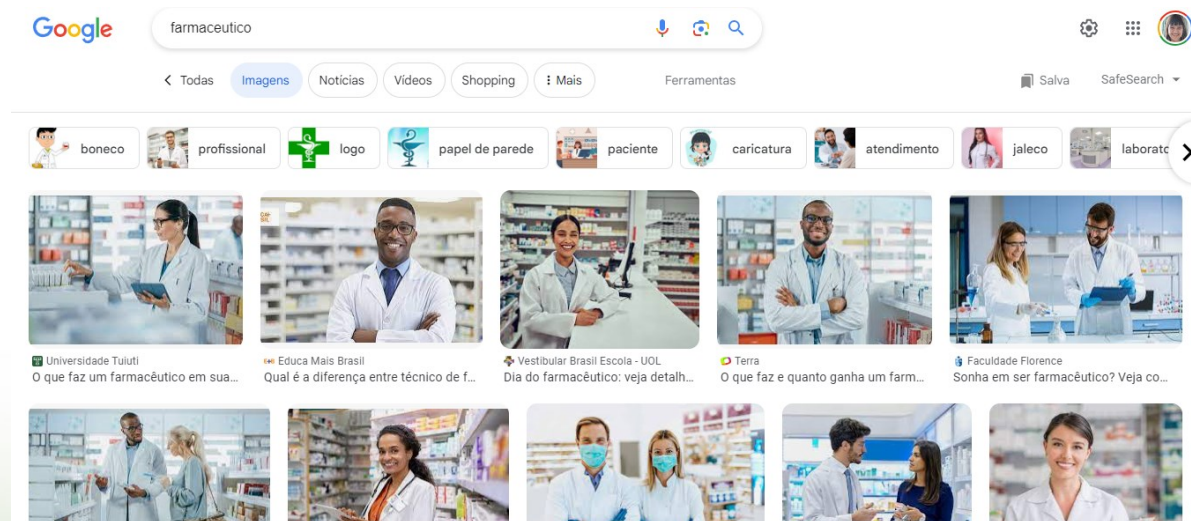 Google
farmaceutico
Todas
Imagens
Notícias
Vídeos
Shopping
Mais
Ferramentas
Salva
SafeSearch
boneco
profissional
logo
papel de parede
paciente
caricatura
atendimento
jaleco
laboratc
Universidade Tuiuti
O que faz um farmacêutico em sua...
Educa Mais Brasil
Qual é a diferença entre técnico de f...
Vestibular Brasil Escola - UOL
Dia do farmacêutico: veja detalh...
Terra
O que faz e quanto ganha um farm...
Faculdade Florence
Sonha em ser farmacêutico? Veja co...